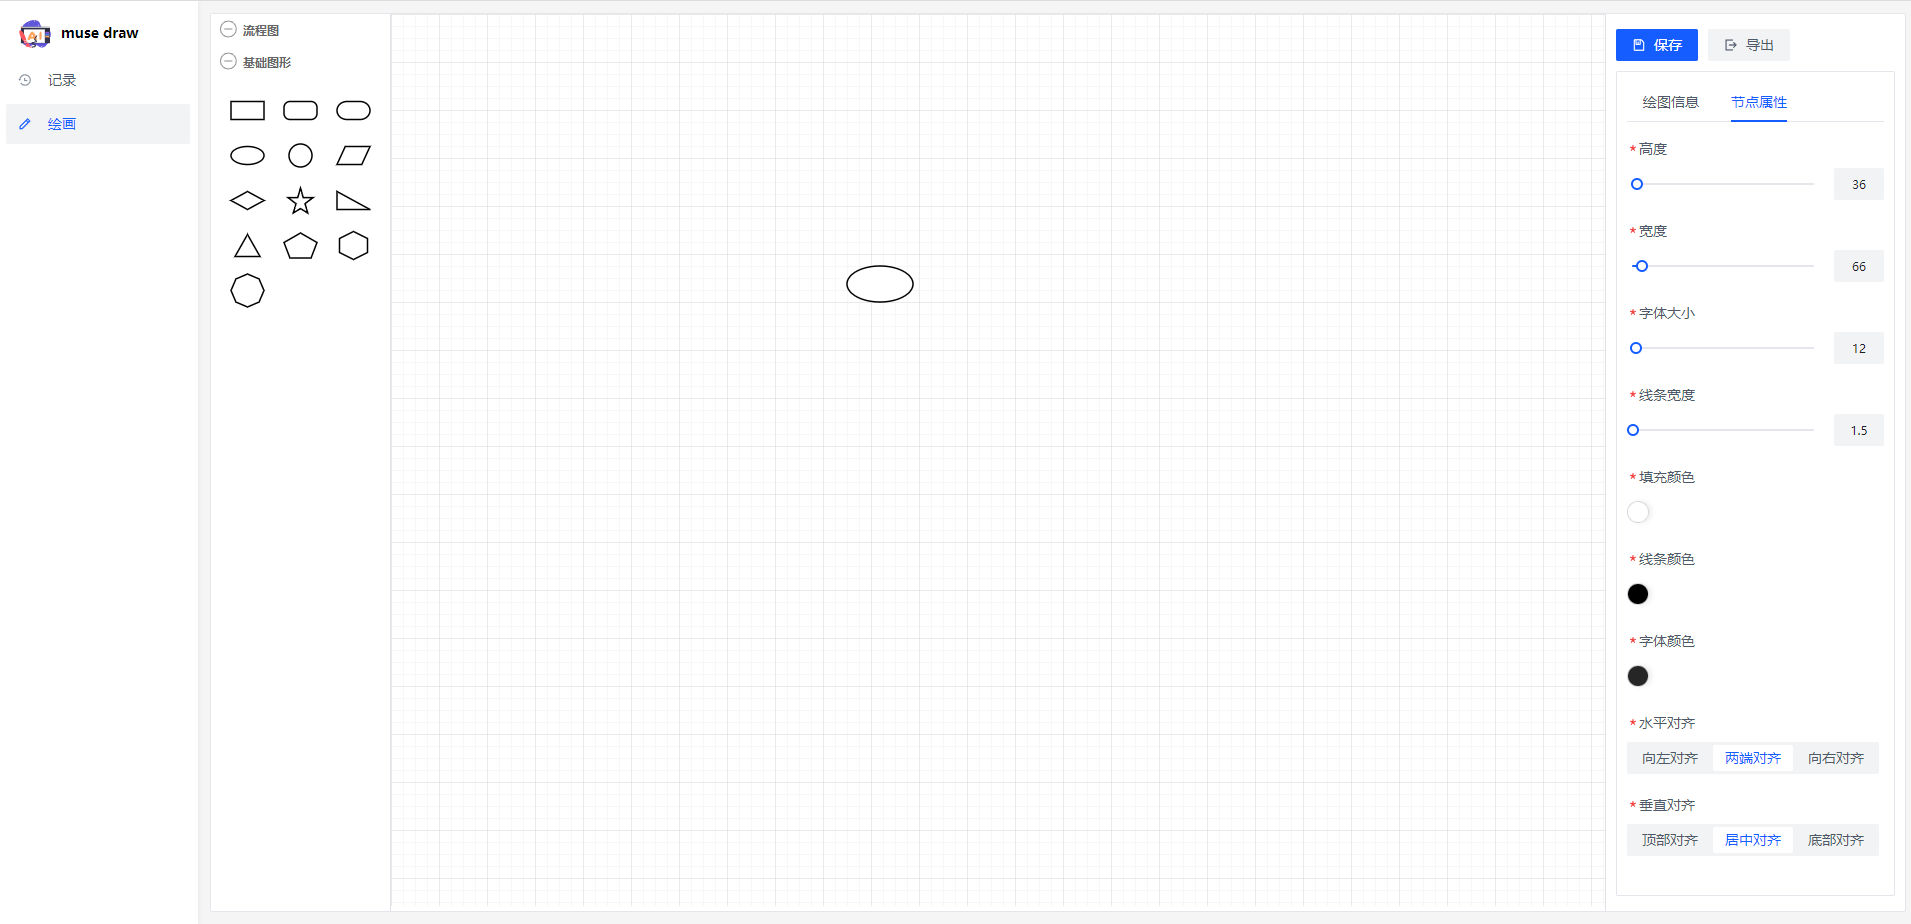 muse draw
记录
绘画
流程图
基础图形
保存
导出
绘图信息
节点属性
*高度
36
*宽度
66
*字体大小
12
*线条宽度
1.5
*填充颜色
*线条颜色
*字体颜色
*水平对齐
向左对齐 两端对齐 向右对齐
*垂直对齐
顶部对齐 居中对齐 底部对齐